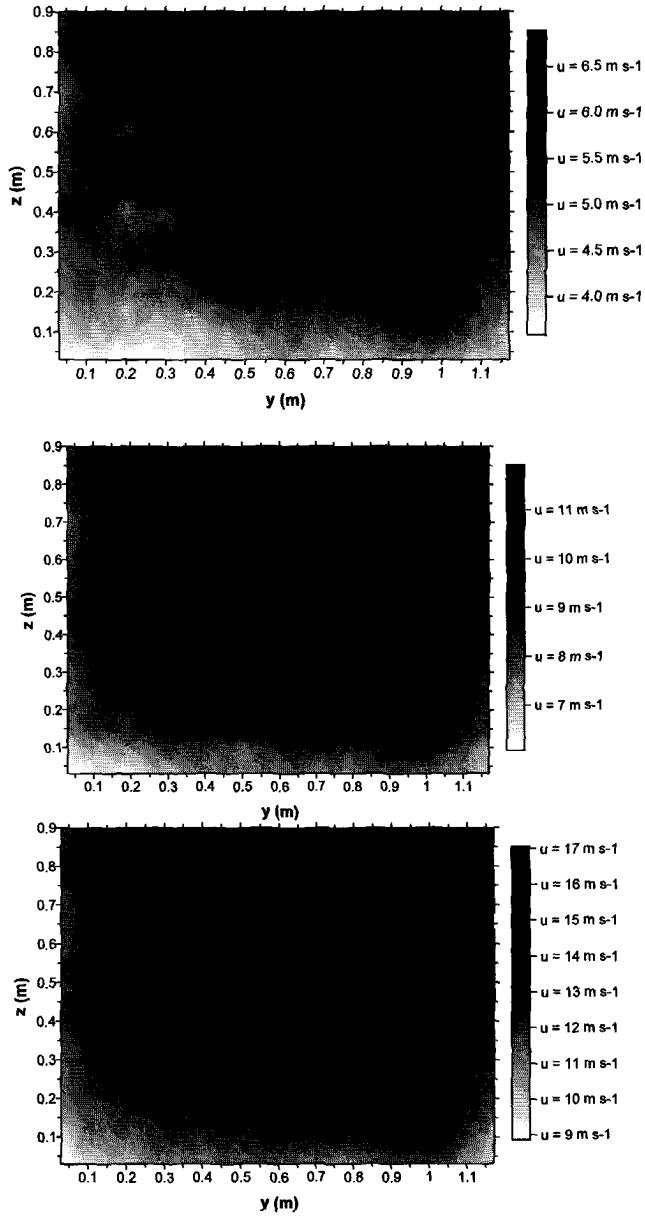 0.9
0.8
0.7
0.6
0.5
0.4
0.3
0.2
0.1
z (m)
0.1 0.2 0.3 0.4 0.5 0.6 0.7 0.8 0.9 1 1.1
y (m)
u = 6.5 m s-1
u = 6.0 m s-1
u = 5.5 m s-1
u = 5.0 m s-1
u = 4.5 m s-1
u = 4.0 m s-1
0.9
0.8
0.7
0.6
0.5
0.4
0.3
0.2
0.1
z (m)
0.1 0.2 0.3 0.4 0.5 0.6 0.7 0.8 0.9 1 1.1
y (m)
u = 11 m s-1
u = 10 m s-1
u = 9 m s-1
u = 8 m s-1
u = 7 m s-1
0.9
0.8
0.7
0.6
0.5
0.4
0.3
0.2
0.1
z (m)
0.1 0.2 0.3 0.4 0.5 0.6 0.7 0.8 0.9 1 1.1
y (m)
u = 17 m s-1
u = 16 m s-1
u = 15 m s-1
u = 14 m s-1
u = 13 m s-1
u = 12 m s-1
u = 11 m s-1
u = 10 m s-1
u = 9 m s-1